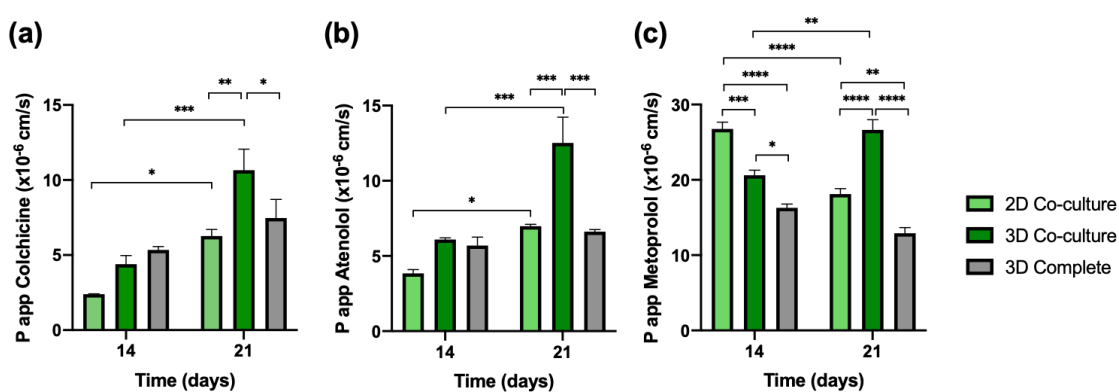 (a)
P app Colchicine (x10-6 cm/s)
15
10
5
0
*
***
**
*
14
21
Time (days)
(b)
P app Atenolol (x10-6 cm/s)
15
10
5
0
*
***
***
***
14
21
Time (days)
(c)
P app Metoprolol (x10-6 cm/s)
30
20
10
0
**
****
****
***
*
**
****
****
14
21
Time (days)
2D Co-culture
3D Co-culture
3D Complete